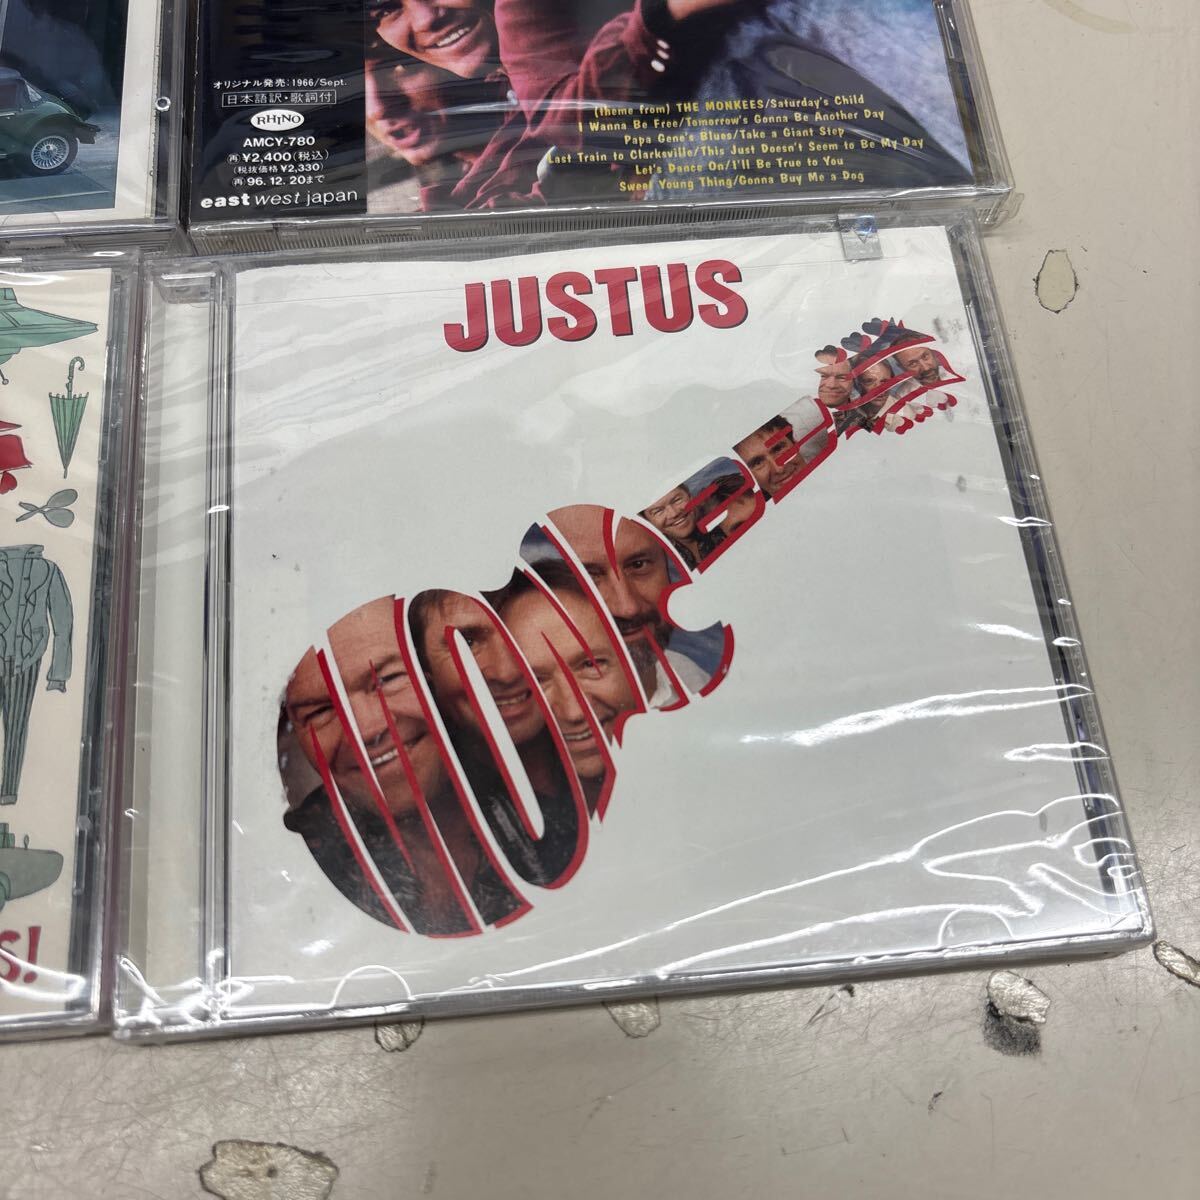 オリジナル発売:1966/Sept.
日本語訳・歌詞付
RHINO
AMCY-780
再 ¥2,400(税込)
(税抜価格 ¥2,330)
再 96.12.20まで
east west japan
(theme from) THE MONKEES/Saturday's Child
I Wanna Be Free/Tomorrow's Gonna Be Another Day
Papa Gene's Blues/Take a Giant Step
Last Train to Clarksville/This Just Doesn't Seem to Be My Day
Let's Dance On/I'll Be True to You
Sweet Young Thing/Gonna Buy Me a Dog
JUSTUS
MONKEES
S!